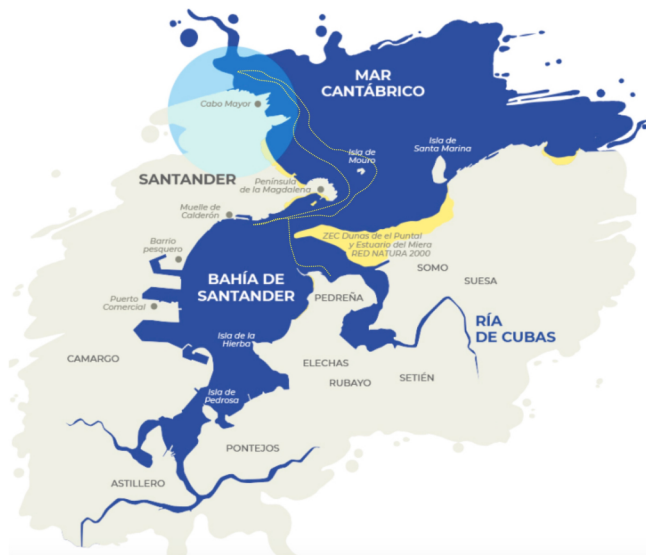 MAR
CANTÁBRICO
Cabo Mayor
Isla de
Mouro
Isla de
Santa Marina
SANTANDER
Península
de la Magdalena
Muelle de
Calderón
Barrio
pesquero
ZEC Dunas de el Puntal
y Estuario del Miera
RED NATURA 2000
SOMO
SUESA
BAHÍA DE
SANTANDER
PEDREÑA
Puerto
Comercial
RÍA
DE CUBAS
Isla de la
Hierba
CAMARGO
ELECHAS
RUBAYO
SETIÉN
Isla de
Pedrosa
PONTEJOS
ASTILLERO